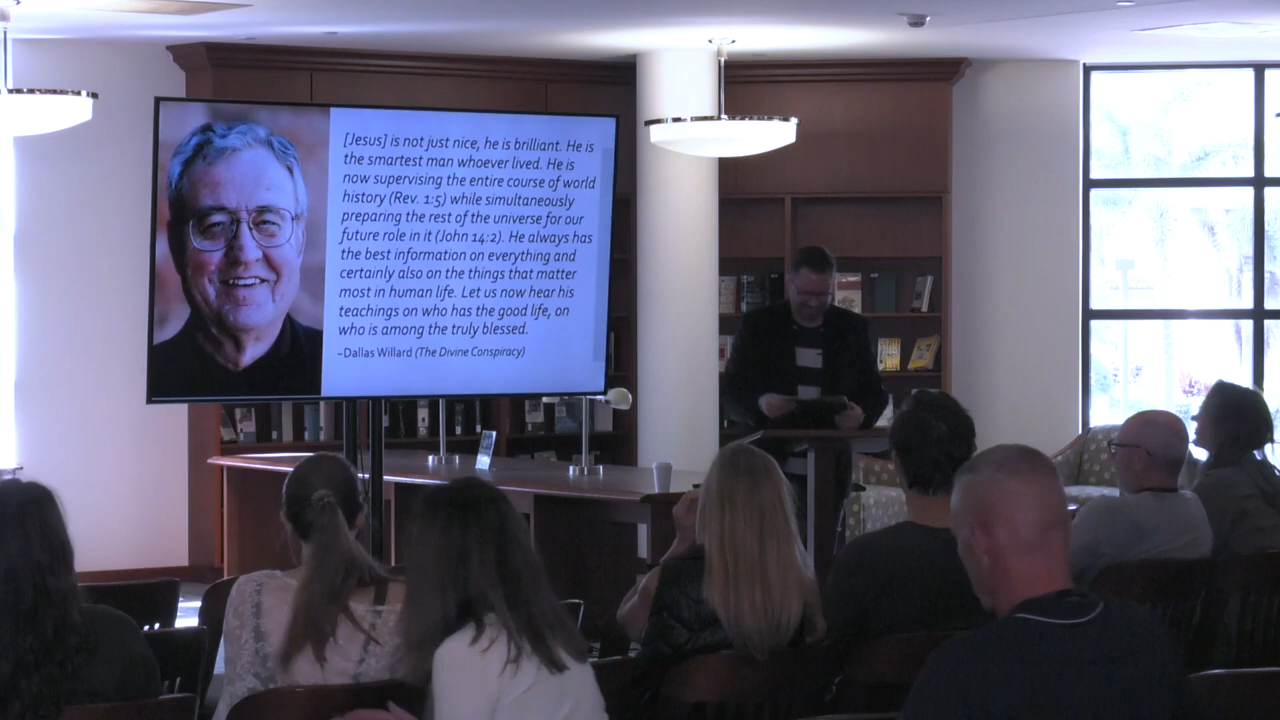 [Jesus] is not just nice, he is brilliant. He is
the smartest man whoever lived. He is
now supervising the entire course of world
history (Rev. 1:5) while simultaneously
preparing the rest of the universe for our
future role in it (John 14:2). He always has
the best information on everything and
certainly also on the things that matter
most in human life. Let us now hear his
teachings on who has the good life, on
who is among the truly blessed.
–Dallas Willard (The Divine Conspiracy)